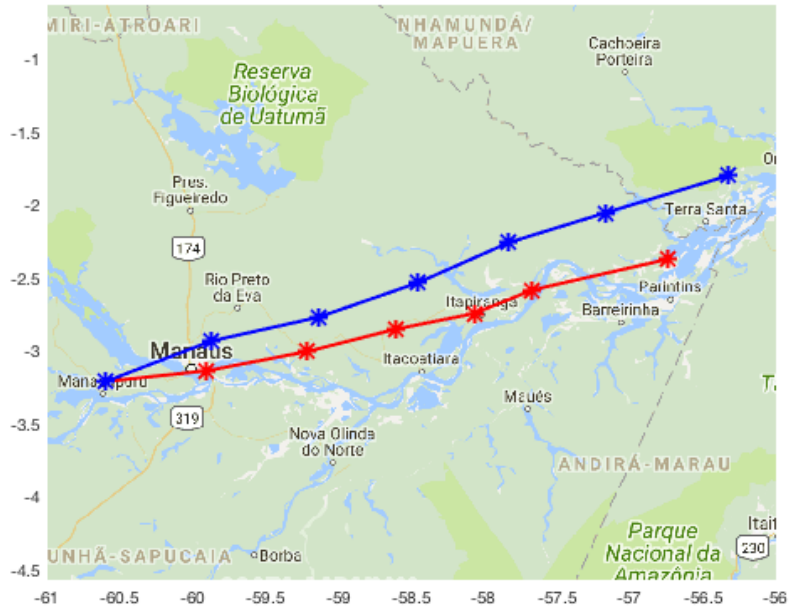 MIRI-ATROARI
NHAMUNDÁ/
MAPUERA
Cachoeira
Porteira
-1
Reserva
Biológica
de Uatumã
-1.5
Pres.
Figueiredo
-2
Terra Santa
174
-2.5
Rio Preto
da Eva
Parintins
Itapiranga
Barreirinha
-3
Manaus
Itacoatiara
Maués
319
-3.5
Nova Olinda
do Norte
ANDIRÁ-MARAU
-4
UNHÃ-SAPUCAIA
Borba
Parque
Nacional da
Amazônia
Itait
230
-4.5
-61 -60.5 -60 -59.5 -59 -58.5 -58 -57.5 -57 -56.5 -56